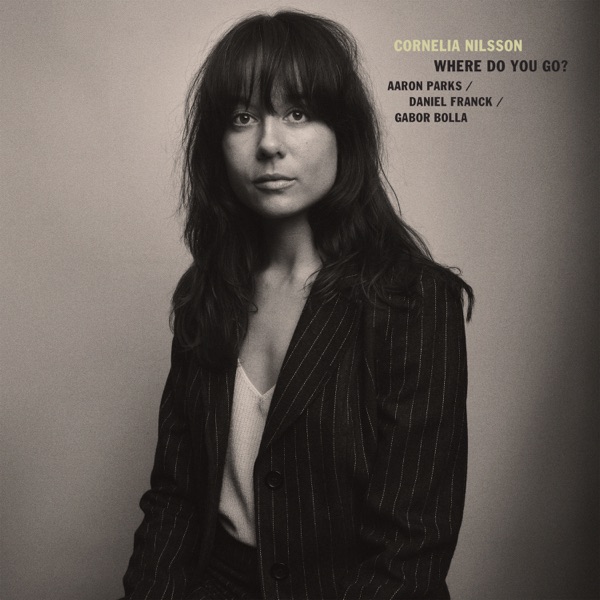 CORNELIA NILSSON
WHERE DO YOU GO?
AARON PARKS /
DANIEL FRANCK /
GABOR BOLLA